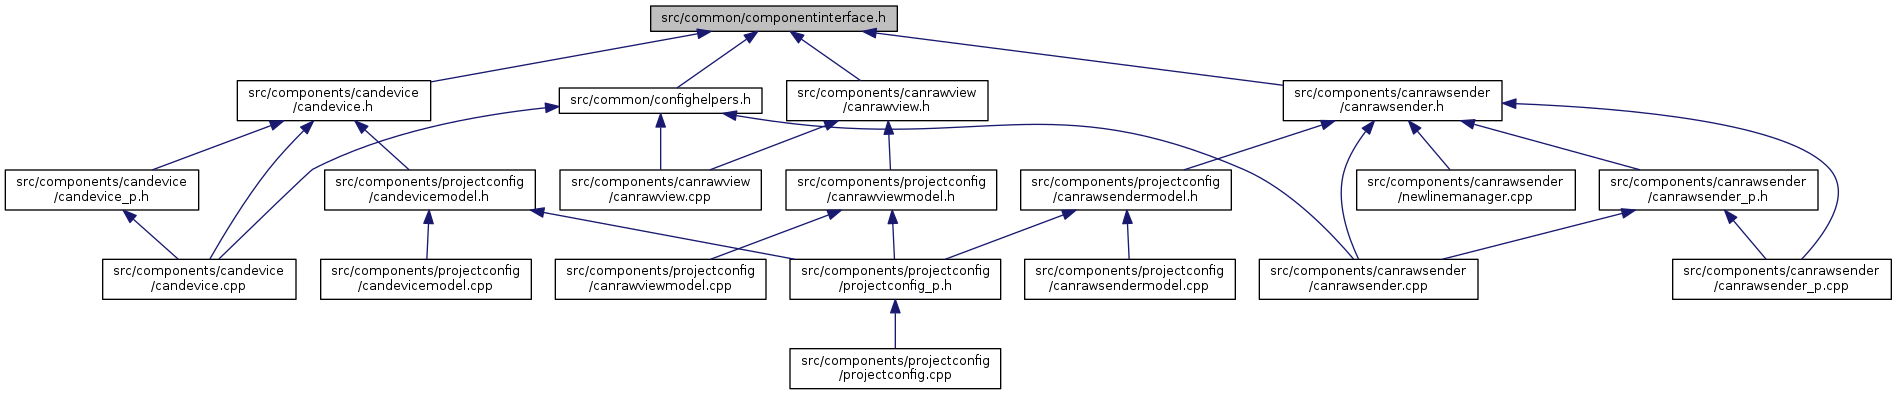 src/common/componentinterface.h
src/components/candevice
/candevice.h
src/common/confighelpers.h
src/components/canrawview
/canrawview.h
src/components/canrawsender
/canrawsender.h
src/components/candevice
/candevice_p.h
src/components/projectconfig
/candevicemodel.h
src/components/canrawview
/canrawview.cpp
src/components/projectconfig
/canrawviewmodel.h
src/components/projectconfig
/canrawsendermodel.h
src/components/canrawsender
/newlinemanager.cpp
src/components/canrawsender
/canrawsender_p.h
src/components/candevice
/candevice.cpp
src/components/projectconfig
/candevicemodel.cpp
src/components/projectconfig
/canrawviewmodel.cpp
src/components/projectconfig
/projectconfig_p.h
src/components/projectconfig
/canrawsendermodel.cpp
src/components/canrawsender
/canrawsender.cpp
src/components/canrawsender
/canrawsender_p.cpp
src/components/projectconfig
/projectconfig.cpp